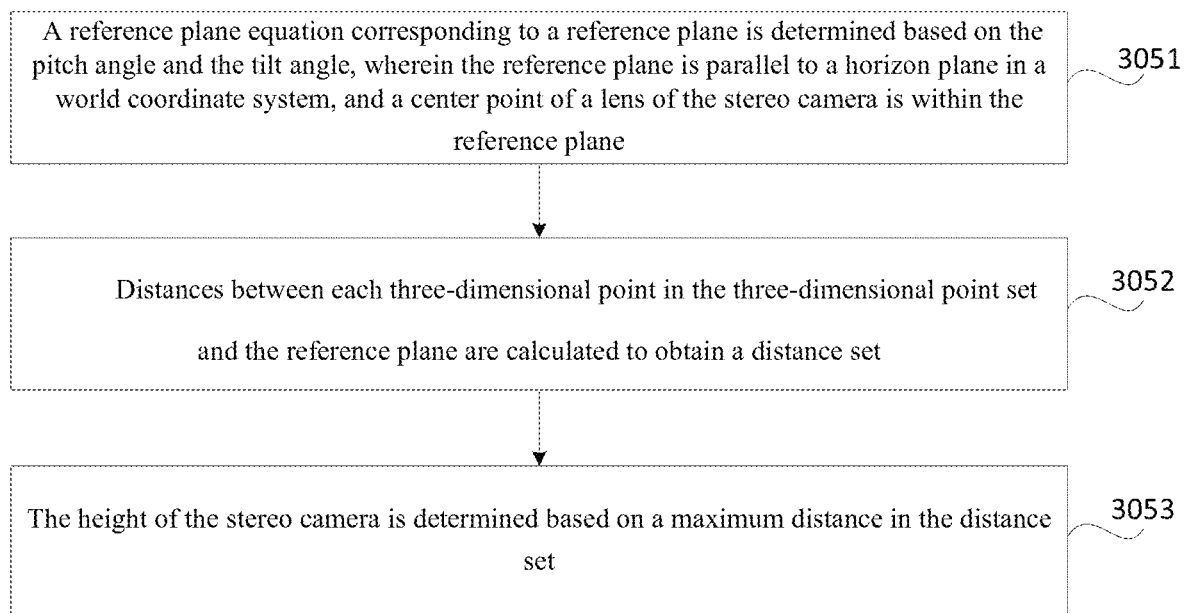 A reference plane equation corresponding to a reference plane is determined based on the
pitch angle and the tilt angle, wherein the reference plane is parallel to a horizon plane in a
world coordinate system, and a center point of a lens of the stereo camera is within the
reference plane
3051
Distances between each three-dimensional point in the three-dimensional point set
and the reference plane are calculated to obtain a distance set
3052
The height of the stereo camera is determined based on a maximum distance in the distance
set
3053